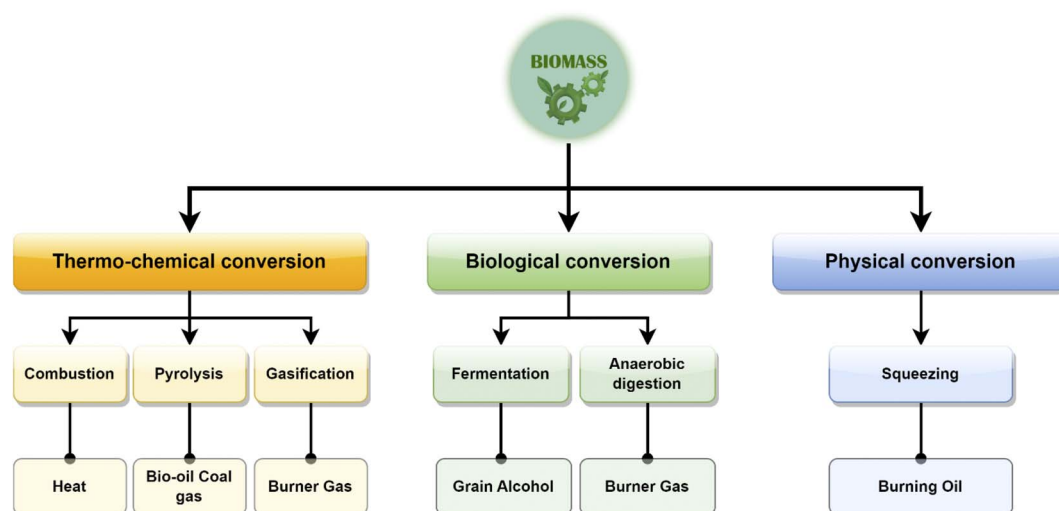 BIOMASS
Thermo-chemical conversion
Biological conversion
Physical conversion
Combustion
Pyrolysis
Gasification
Fermentation
Anaerobic
digestion
Squeezing
Heat
Bio-oil Coal
gas
Burner Gas
Grain Alcohol
Burner Gas
Burning Oil